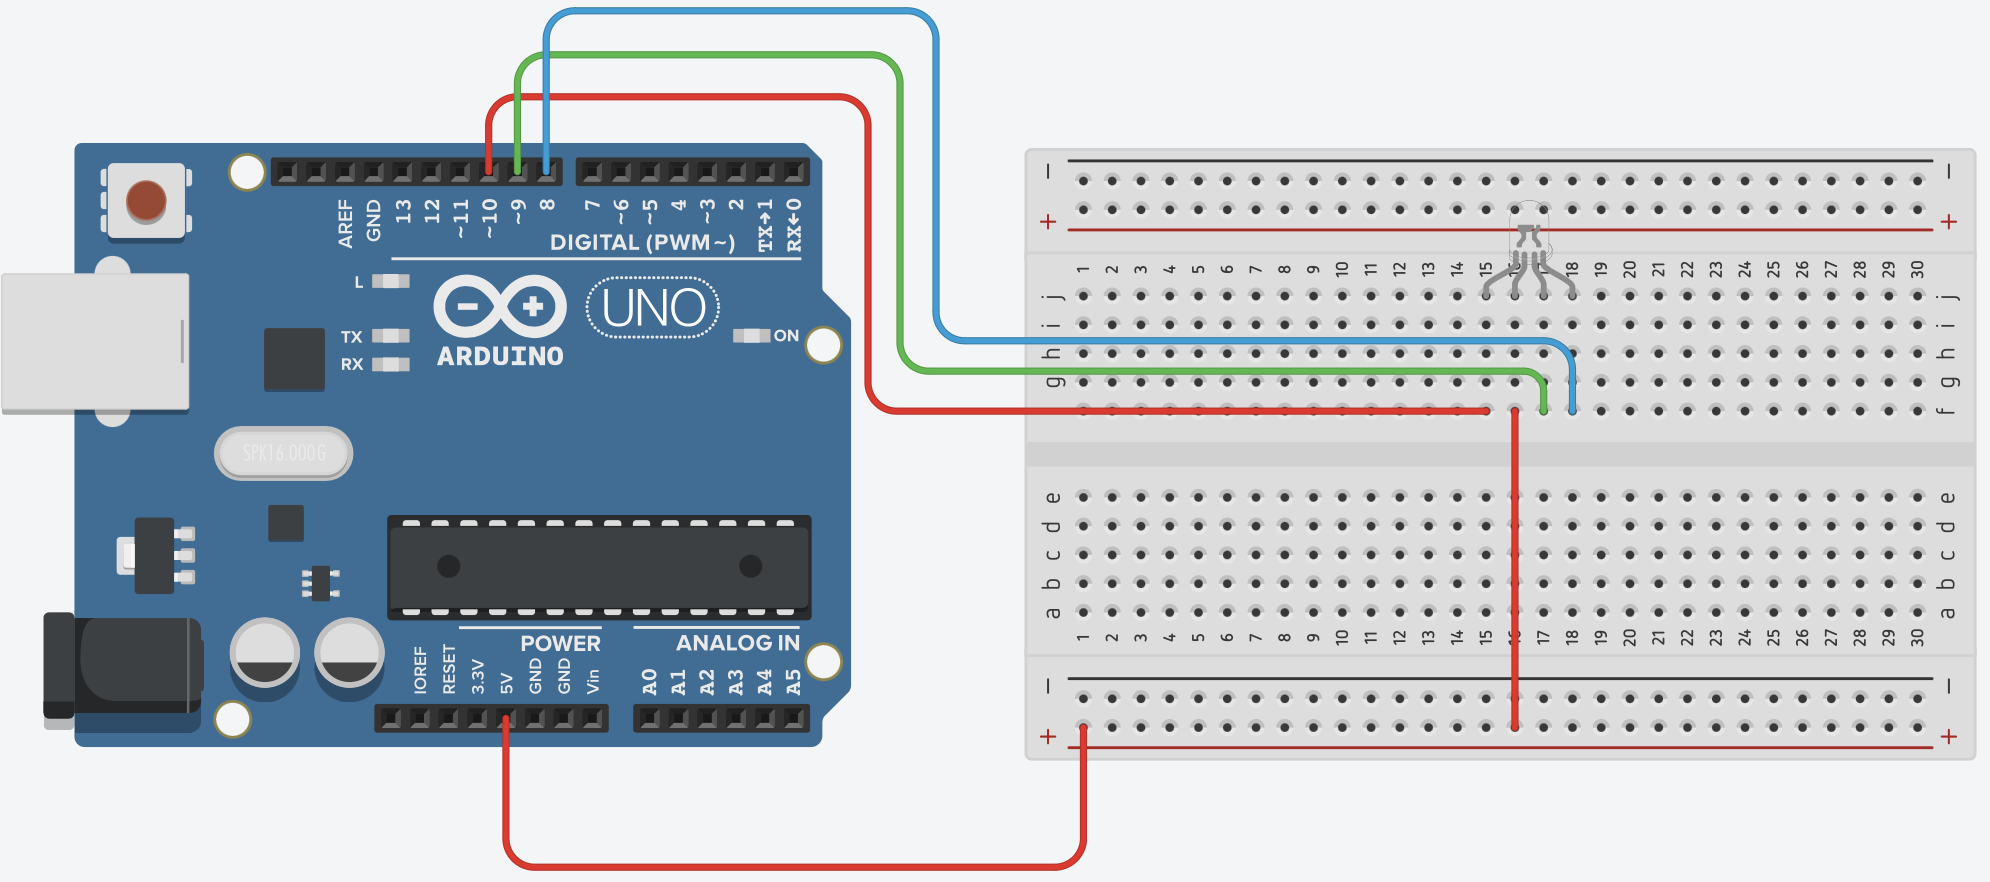 AREF GND 13 12 ~11 ~10 ~9 8 7 ~6 ~5 4 ~3 2 TX→1 RX←0
DIGITAL (PWM~)
L
TX
RX
UNO
ON
ARDUINO
SPK16.000G
POWER ANALOG IN
IOREF RESET 3.3V 5V GND GND Vin A0 A1 A2 A3 A4 A5
− −
+ +
1 2 3 4 5 6 7 8 9 10 11 12 13 14 15 16 17 18 19 20 21 22 23 24 25 26 27 28 29 30
j j
i i
h h
g g
f
e e
d d
c c
b b
a a
1 2 3 4 5 6 7 8 9 10 11 12 13 14 15 16 17 18 19 20 21 22 23 24 25 26 27 28 29 30
− −
+ +